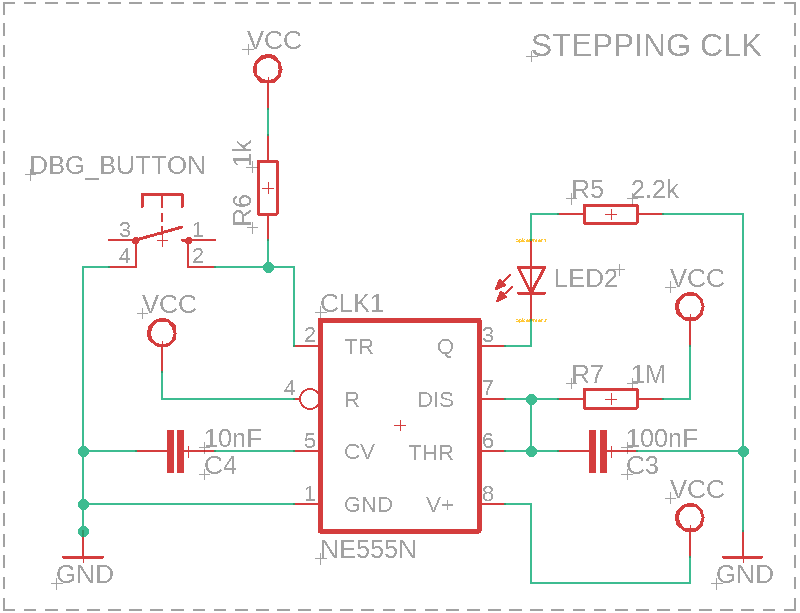 VCC
STEPPING CLK
1k
DBG_BUTTON
R6
R5 2.2k
3 1
4 2
LED2
VCC
VCC
CLK1
2 TR Q 3
R7 1M
4 R DIS 7
10nF
100nF
5 CV THR 6
C4
C3
VCC
1 GND V+ 8
NE555N
GND
GND